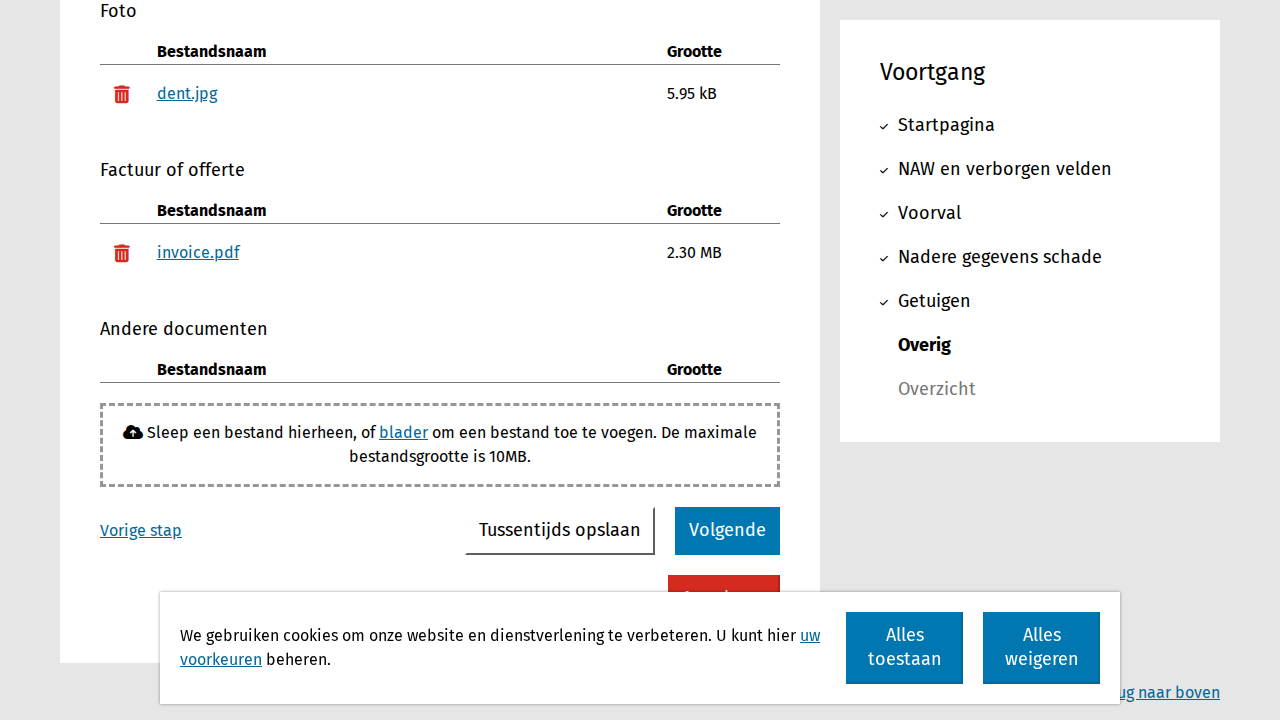 Foto
Bestandsnaam Grootte
dent.jpg 5.95 kB
Factuur of offerte
Bestandsnaam Grootte
invoice.pdf 2.30 MB
Andere documenten
Bestandsnaam Grootte
Sleep een bestand hierheen, of blader om een bestand toe te voegen. De maximale
bestandsgrootte is 10MB.
Vorige stap Tussentijds opslaan Volgende
Voortgang
Startpagina
NAW en verborgen velden
Voorval
Nadere gegevens schade
Getuigen
Overig
Overzicht
We gebruiken cookies om onze website en dienstverlening te verbeteren. U kunt hier uw
voorkeuren beheren.
Alles
toestaan
Alles
weigeren
naar boven